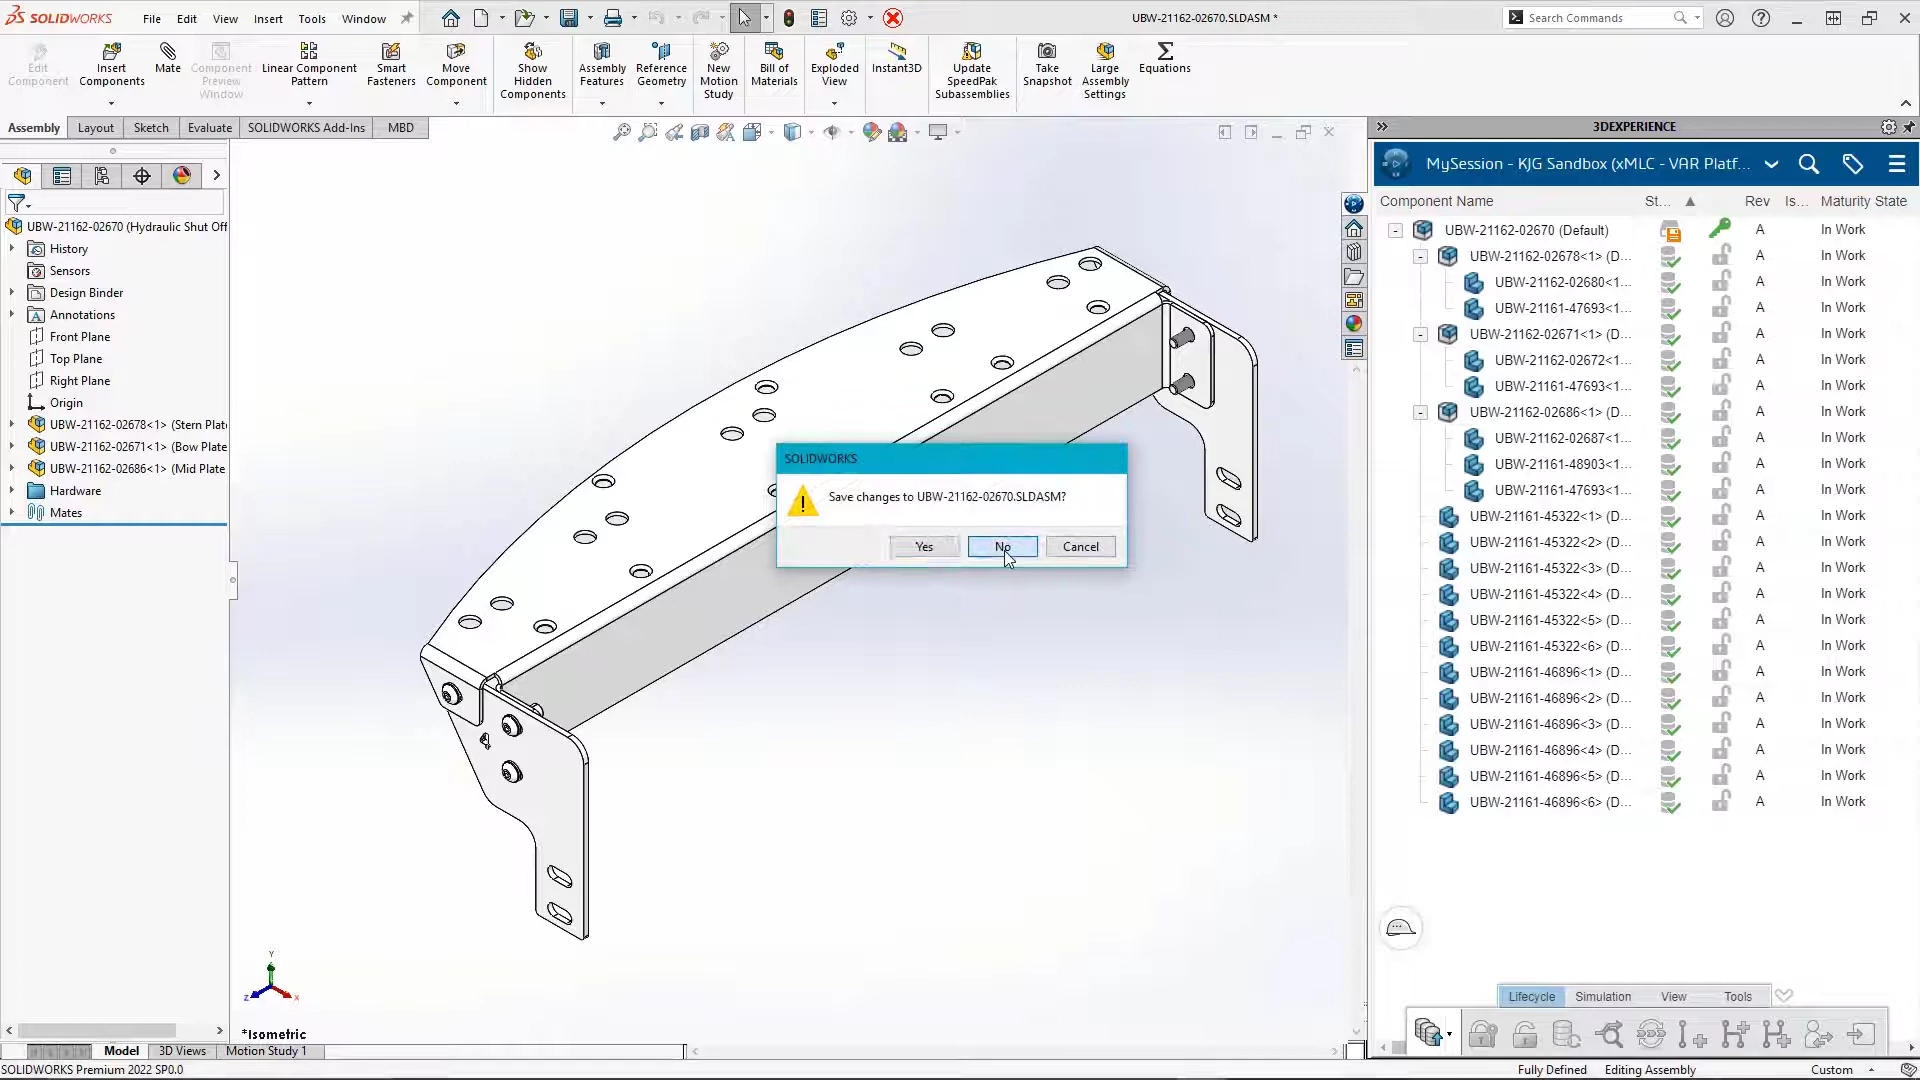 SOLIDWORKS File Edit View Insert Tools Window
UBW-21162-02670.SLDASM *
Search Commands
Edit Component
Insert Components
Mate
Component Preview Window
Linear Component Pattern
Smart Fasteners
Move Component
Show Hidden Components
Assembly Features
Reference Geometry
New Motion Study
Bill of Materials
Exploded View
Instant3D
Update SpeedPak Subassemblies
Take Snapshot
Large Assembly Settings
Equations
Assembly Layout Sketch Evaluate SOLIDWORKS Add-Ins MBD
UBW-21162-02670 (Hydraulic Shut Off
History
Sensors
Design Binder
Annotations
Front Plane
Top Plane
Right Plane
Origin
UBW-21162-02678<1> (Stern Plat
UBW-21162-02671<1> (Bow Plate
UBW-21162-02686<1> (Mid Plate
Hardware
Mates
SOLIDWORKS
Save changes to UBW-21162-02670.SLDASM?
Yes No Cancel
Y
Z X
*Isometric
3DEXPERIENCE
MySession - KJG Sandbox (xMLC - VAR Platf...
Component Name St... Rev Is... Maturity State
UBW-21162-02670 (Default) A In Work
UBW-21162-02678<1> (D... A In Work
UBW-21162-02680<1... A In Work
UBW-21161-47693<1... A In Work
UBW-21162-02671<1> (D... A In Work
UBW-21162-02672<1... A In Work
UBW-21161-47693<1... A In Work
UBW-21162-02686<1> (D... A In Work
UBW-21162-02687<1... A In Work
UBW-21161-48903<1... A In Work
UBW-21161-47693<1... A In Work
UBW-21161-45322<1> (D... A In Work
UBW-21161-45322<2> (D... A In Work
UBW-21161-45322<3> (D... A In Work
UBW-21161-45322<4> (D... A In Work
UBW-21161-45322<5> (D... A In Work
UBW-21161-45322<6> (D... A In Work
UBW-21161-46896<1> (D... A In Work
UBW-21161-46896<2> (D... A In Work
UBW-21161-46896<3> (D... A In Work
UBW-21161-46896<4> (D... A In Work
UBW-21161-46896<5> (D... A In Work
UBW-21161-46896<6> (D... A In Work
Lifecycle Simulation View Tools
Model 3D Views Motion Study 1
SOLIDWORKS Premium 2022 SP0.0
Fully Defined Editing Assembly Custom